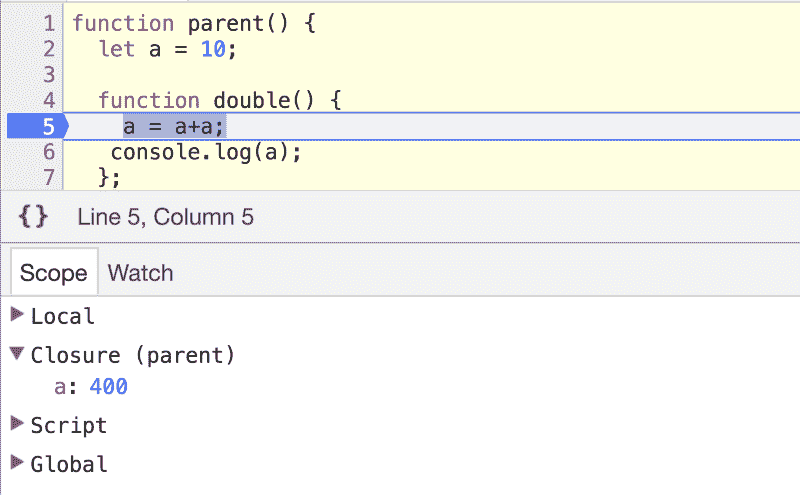 1 function parent() {
2   let a = 10;
3
4   function double() {
5     a = a+a;
6    console.log(a);
7   };
{} Line 5, Column 5
Scope Watch
Local
Closure (parent)
a: 400
Script
Global